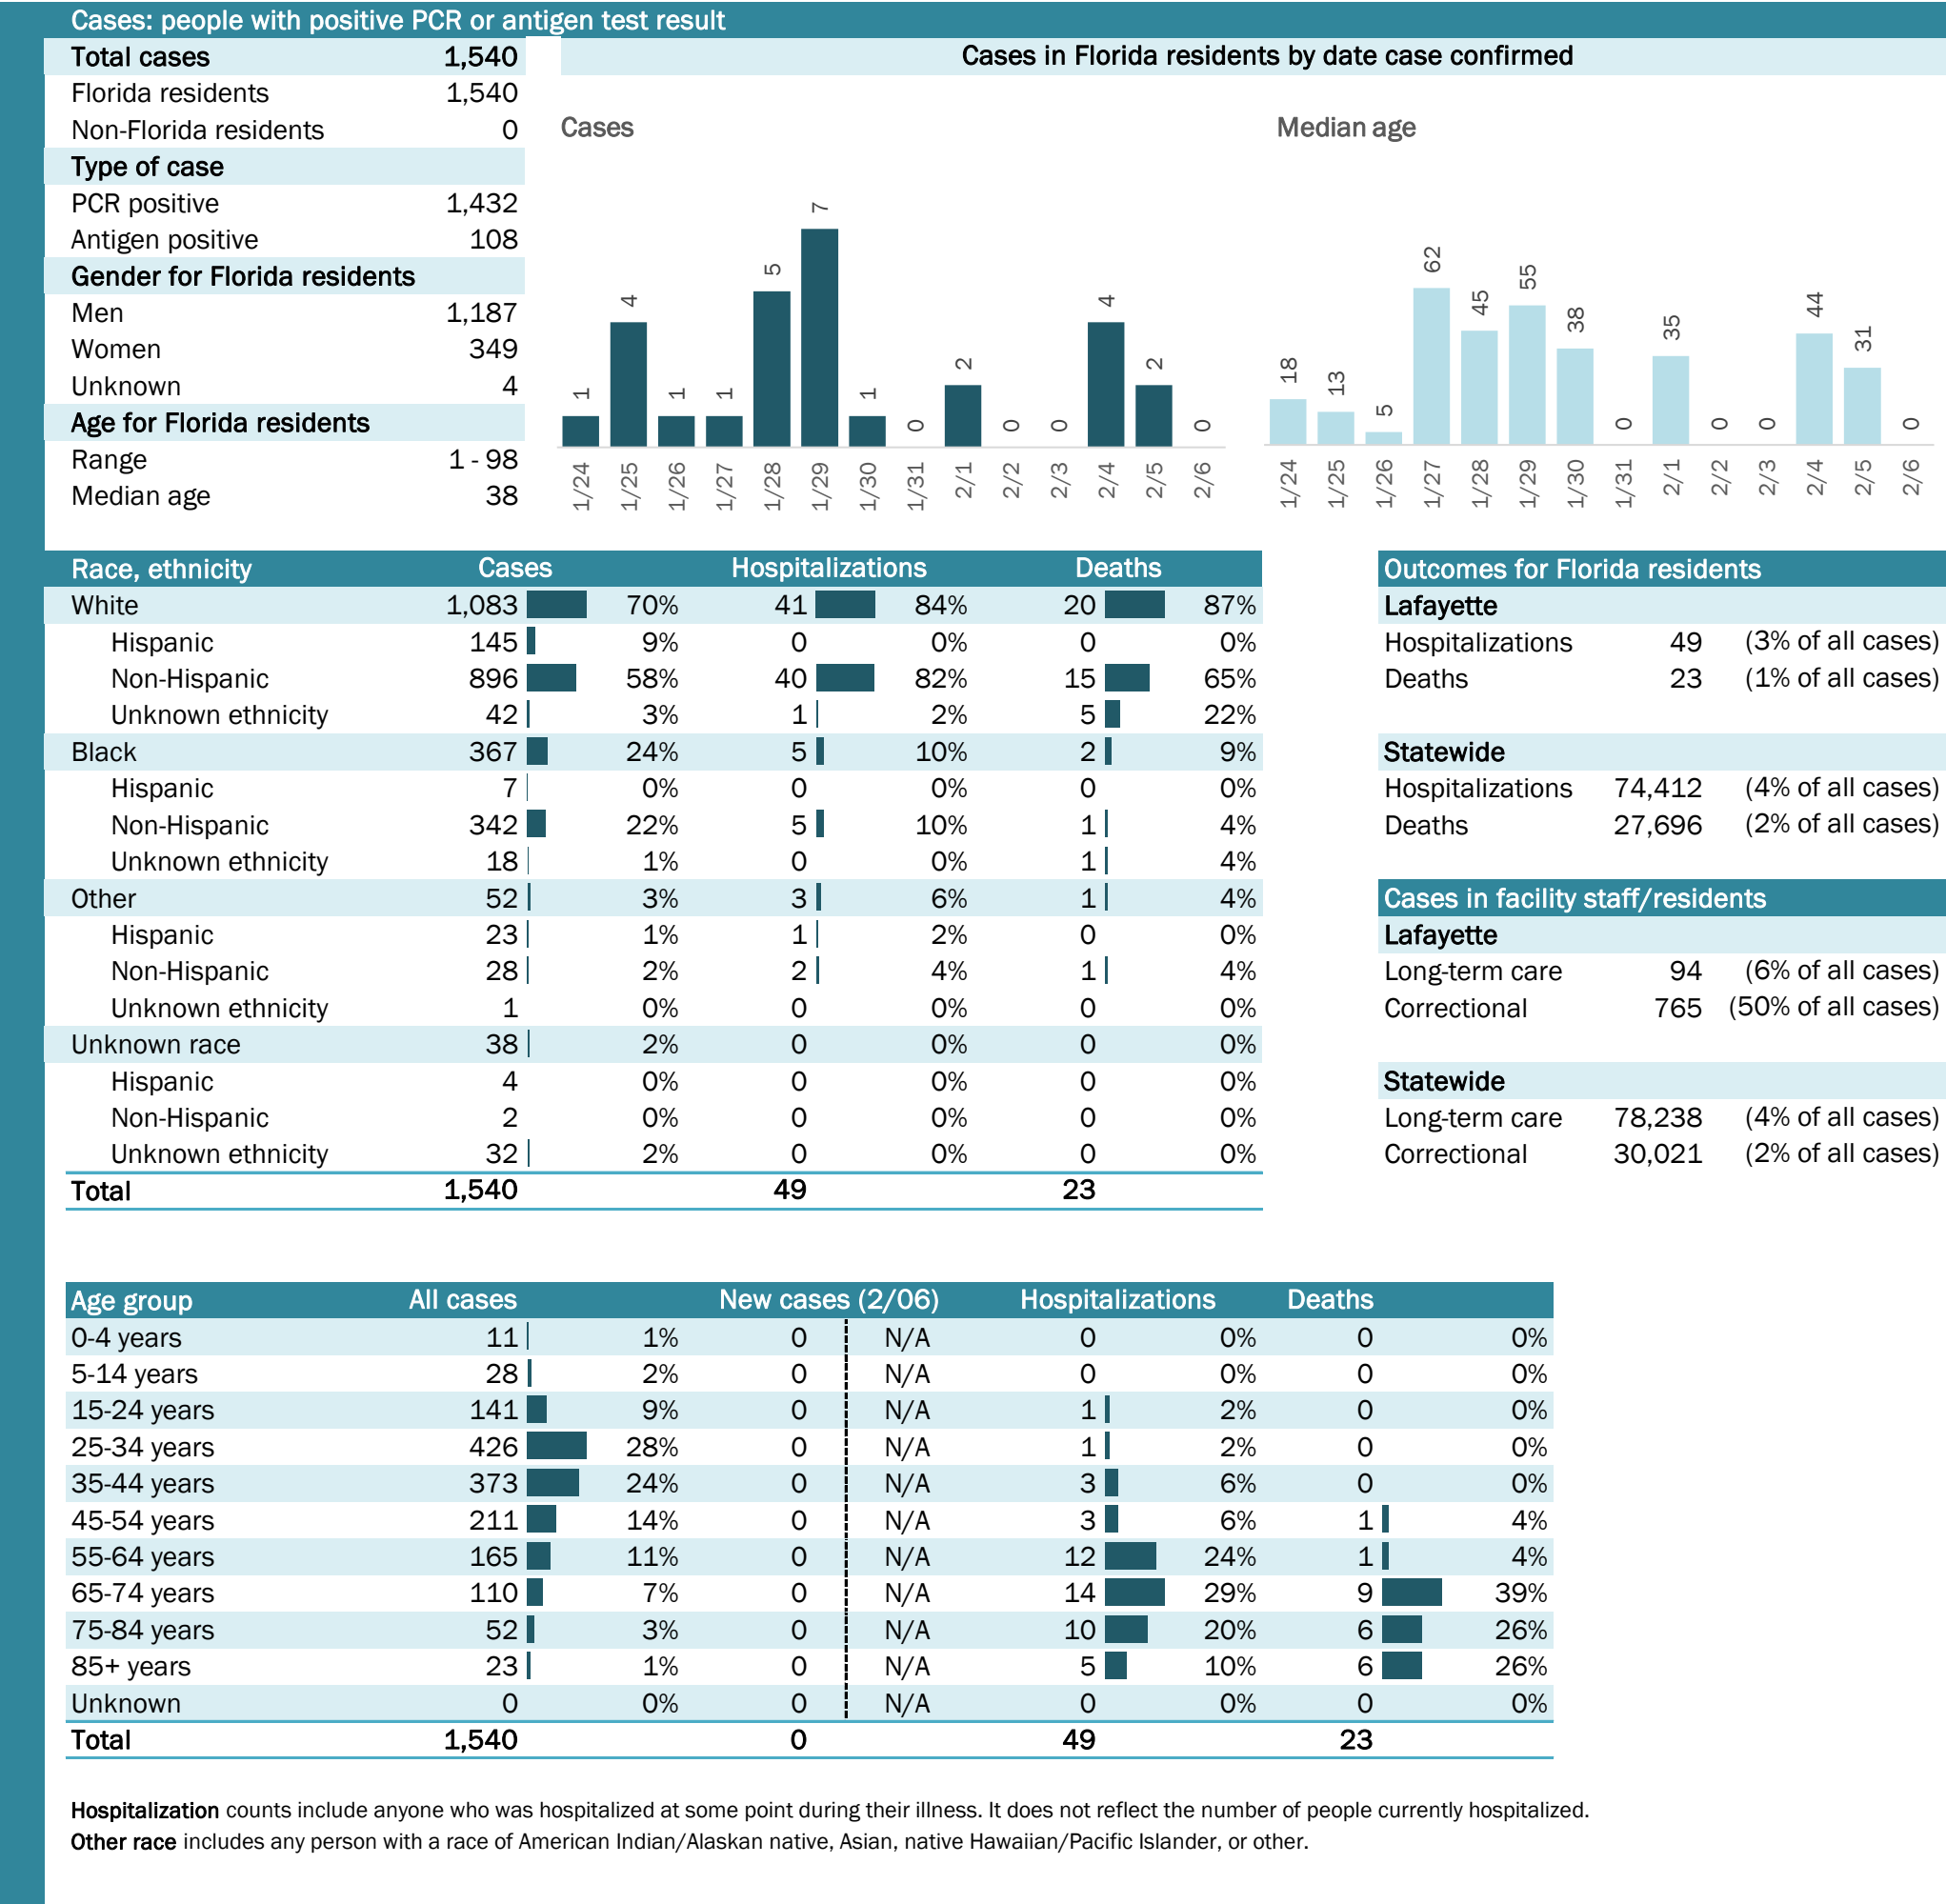 Cases: people with positive PCR or antigen test result
Total cases 1,540
Florida residents 1,540
Non-Florida residents 0
Type of case
PCR positive 1,432
Antigen positive 108
Gender for Florida residents
Men 1,187
Women 349
Unknown 4
Age for Florida residents
Range 1 - 98
Median age 38
Cases in Florida residents by date case confirmed
Cases
1 4 1 1 5 7 1 0 2 0 0 4 2 0
1/24 1/25 1/26 1/27 1/28 1/29 1/30 1/31 2/1 2/2 2/3 2/4 2/5 2/6
Median age
18 13 5 62 45 55 38 0 35 0 0 44 31 0
1/24 1/25 1/26 1/27 1/28 1/29 1/30 1/31 2/1 2/2 2/3 2/4 2/5 2/6
Race, ethnicity Cases Hospitalizations Deaths
White 1,083 70% 41 84% 20 87%
Hispanic 145 9% 0 0% 0 0%
Non-Hispanic 896 58% 40 82% 15 65%
Unknown ethnicity 42 3% 1 2% 5 22%
Black 367 24% 5 10% 2 9%
Hispanic 7 0% 0 0% 0 0%
Non-Hispanic 342 22% 5 10% 1 4%
Unknown ethnicity 18 1% 0 0% 1 4%
Other 52 3% 3 6% 1 4%
Hispanic 23 1% 1 2% 0 0%
Non-Hispanic 28 2% 2 4% 1 4%
Unknown ethnicity 1 0% 0 0% 0 0%
Unknown race 38 2% 0 0% 0 0%
Hispanic 4 0% 0 0% 0 0%
Non-Hispanic 2 0% 0 0% 0 0%
Unknown ethnicity 32 2% 0 0% 0 0%
Total 1,540 49 23
Outcomes for Florida residents
Lafayette
Hospitalizations 49 (3% of all cases)
Deaths 23 (1% of all cases)
Statewide
Hospitalizations 74,412 (4% of all cases)
Deaths 27,696 (2% of all cases)
Cases in facility staff/residents
Lafayette
Long-term care 94 (6% of all cases)
Correctional 765 (50% of all cases)
Statewide
Long-term care 78,238 (4% of all cases)
Correctional 30,021 (2% of all cases)
Age group All cases New cases (2/06) Hospitalizations Deaths
0-4 years 11 1% 0 N/A 0 0% 0 0%
5-14 years 28 2% 0 N/A 0 0% 0 0%
15-24 years 141 9% 0 N/A 1 2% 0 0%
25-34 years 426 28% 0 N/A 1 2% 0 0%
35-44 years 373 24% 0 N/A 3 6% 0 0%
45-54 years 211 14% 0 N/A 3 6% 1 4%
55-64 years 165 11% 0 N/A 12 24% 1 4%
65-74 years 110 7% 0 N/A 14 29% 9 39%
75-84 years 52 3% 0 N/A 10 20% 6 26%
85+ years 23 1% 0 N/A 5 10% 6 26%
Unknown 0 0% 0 N/A 0 0% 0 0%
Total 1,540 0 49 23
Hospitalization counts include anyone who was hospitalized at some point during their illness. It does not reflect the number of people currently hospitalized.
Other race includes any person with a race of American Indian/Alaskan native, Asian, native Hawaiian/Pacific Islander, or other.